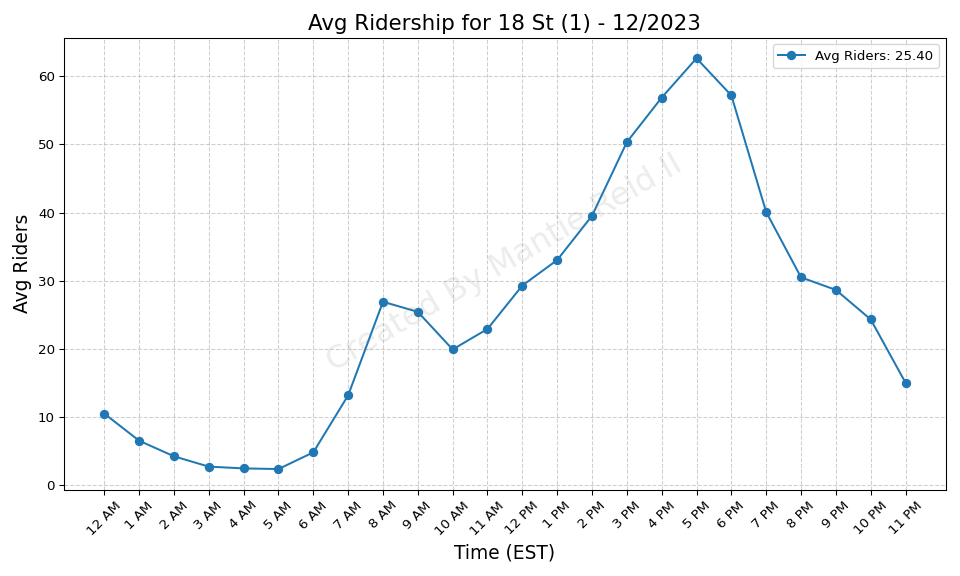 Avg Ridership for 18 St (1) - 12/2023
Avg Riders: 25.40
Avg Riders
60
50
40
30
20
10
0
Created By Mantie Reid II
12 AM
1 AM
2 AM
3 AM
4 AM
5 AM
6 AM
7 AM
8 AM
9 AM
10 AM
11 AM
12 PM
1 PM
2 PM
3 PM
4 PM
5 PM
6 PM
7 PM
8 PM
9 PM
10 PM
11 PM
Time (EST)